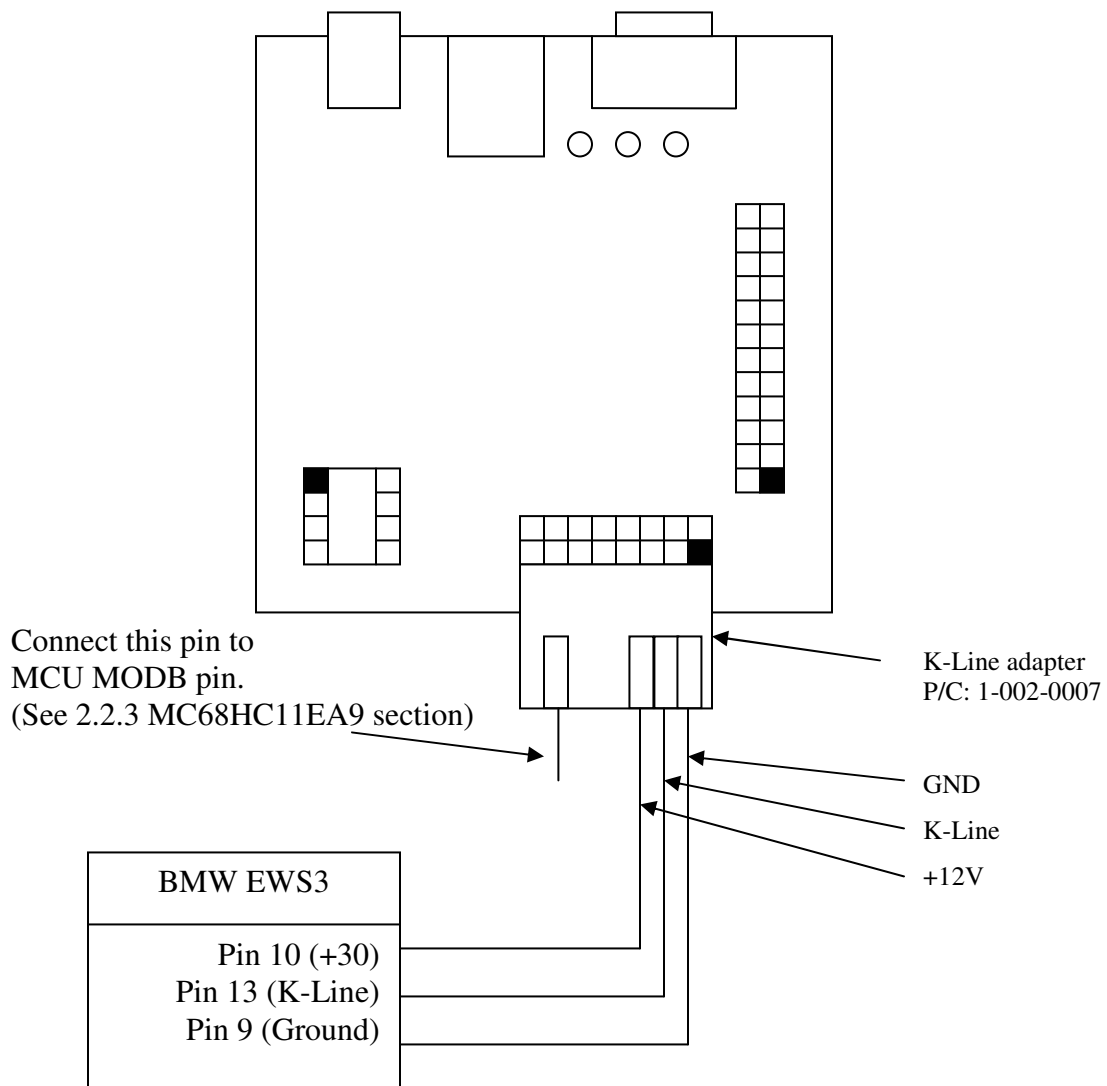 Connect this pin to
MCU MODB pin.
(See 2.2.3 MC68HC11EA9 section)
K-Line adapter
P/C: 1-002-0007
GND
K-Line
+12V
BMW EWS3
Pin 10 (+30)
Pin 13 (K-Line)
Pin 9 (Ground)